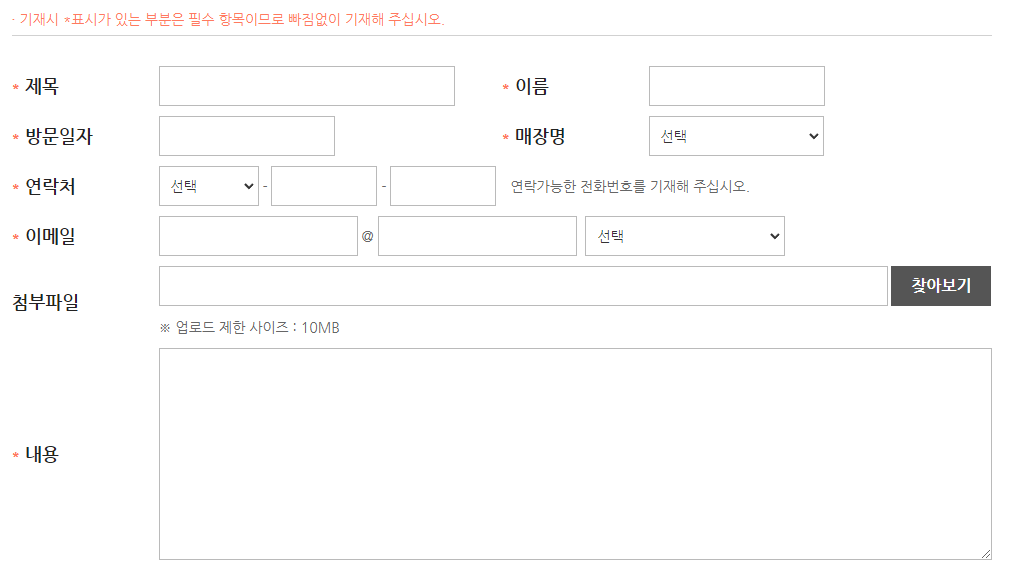 · 기재시 *표시가 있는 부분은 필수 항목이므로 빠짐없이 기재해 주십시오.
* 제목 * 이름
* 방문일자 * 매장명 선택
* 연락처 선택 - - 연락가능한 전화번호를 기재해 주십시오.
* 이메일 @ 선택
첨부파일 찾아보기
※ 업로드 제한 사이즈 : 10MB
* 내용